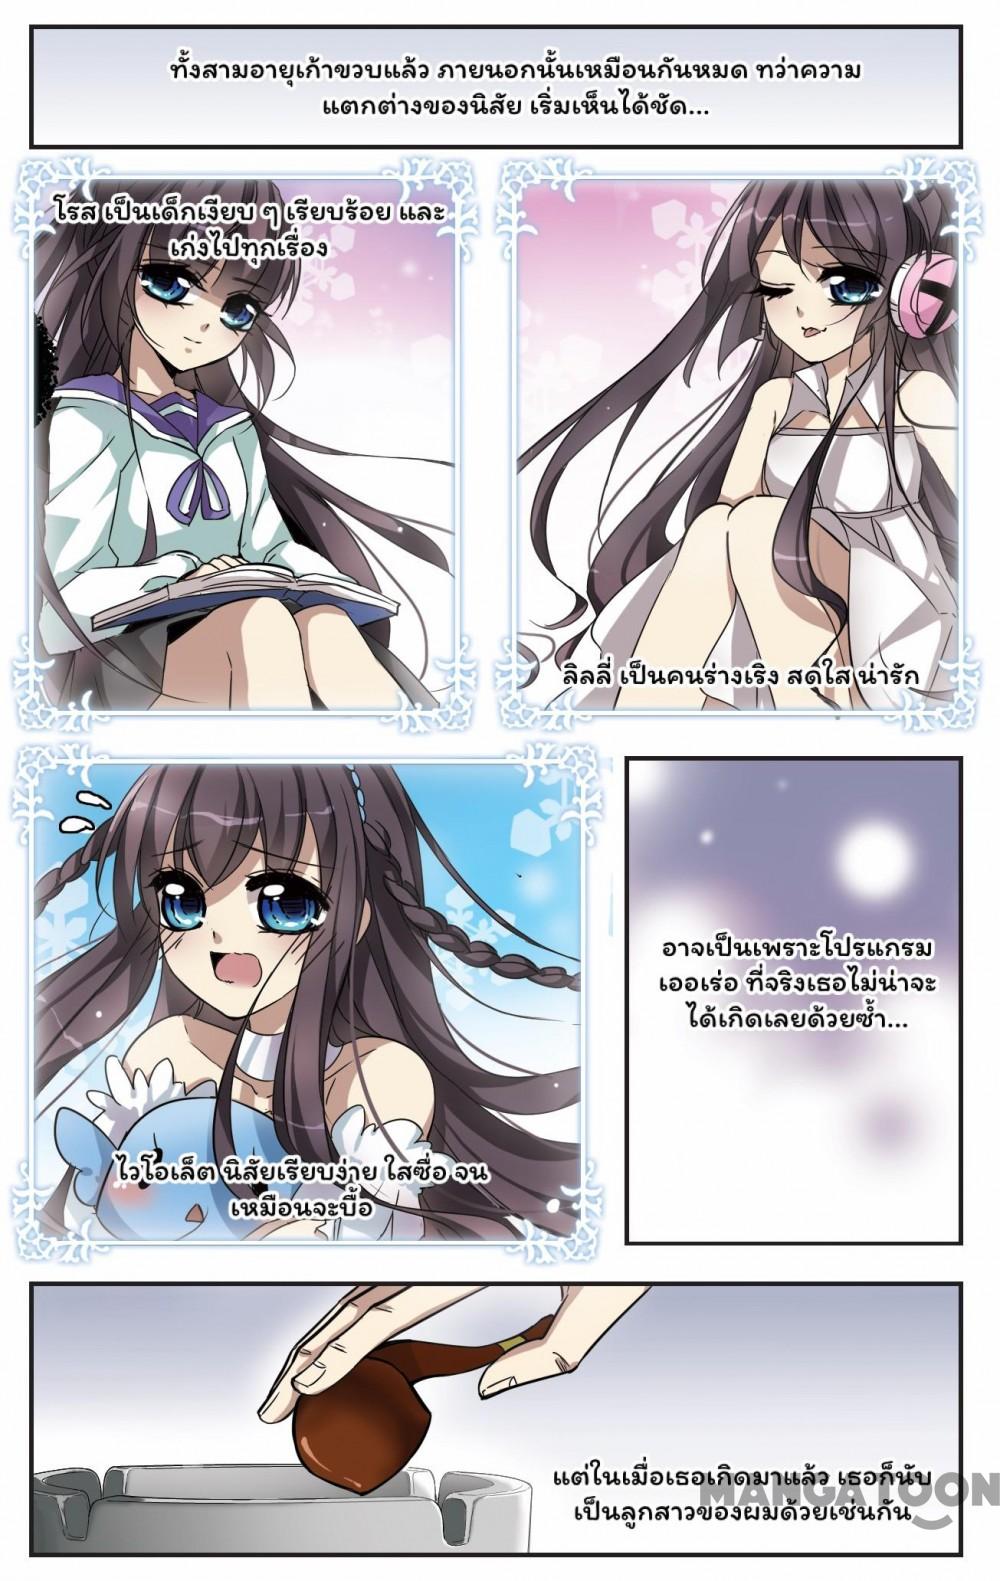 ทั้งสามอายุเก้าขวบแล้ว ภายนอกนั้นเหมือนกันหมด ทว่าความ
แตกต่างของนิสัย เริ่มเห็นได้ชัด...
โรส เป็นเด็กเงียบ ๆ เรียบร้อย และ
เก่งไปทุกเรื่อง
ลิลลี่ เป็นคนร่างเริง สดใส น่ารัก
ไวโอเล็ต นิสัยเรียบง่าย ใสซื่อ จน
เหมือนจะบื้อ
อาจเป็นเพราะโปรแกรม
เออเร่อ ที่จริงเธอไม่น่าจะ
ได้เกิดเลยด้วยซ้ำ...
แต่ในเมื่อเธอเกิดมาแล้ว เธอก็นับ
เป็นลูกสาวของผมด้วยเช่นกัน
MANGATOON